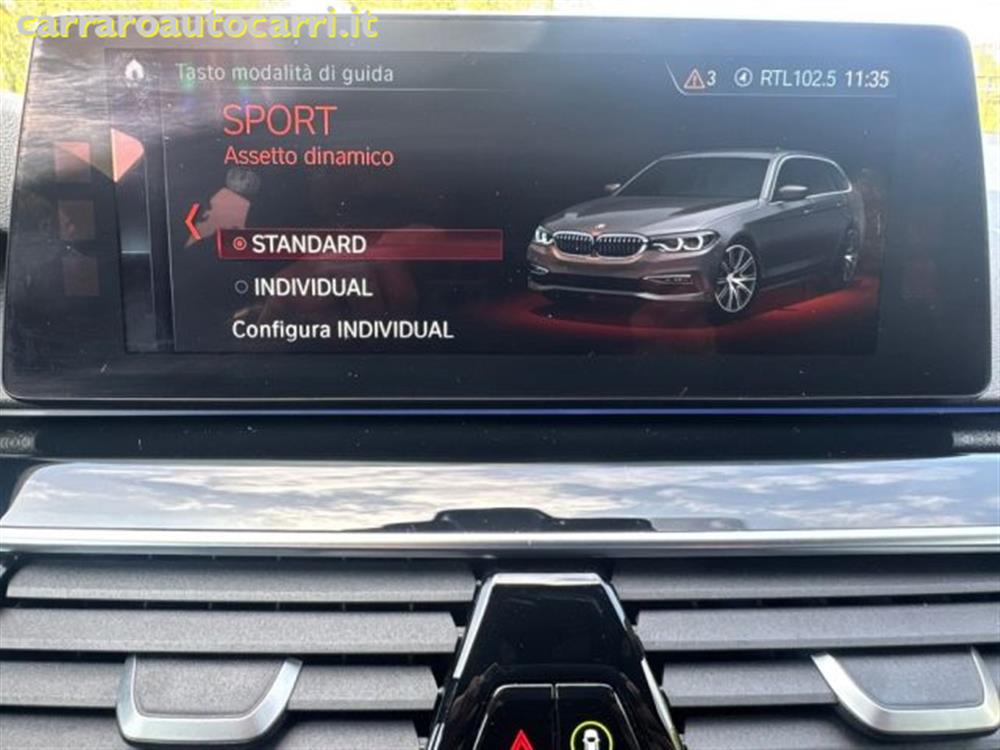 carraroautocarri.it
Tasto modalità di guida
3 RTL102.5 11:35
SPORT
Assetto dinamico
STANDARD
INDIVIDUAL
Configura INDIVIDUAL